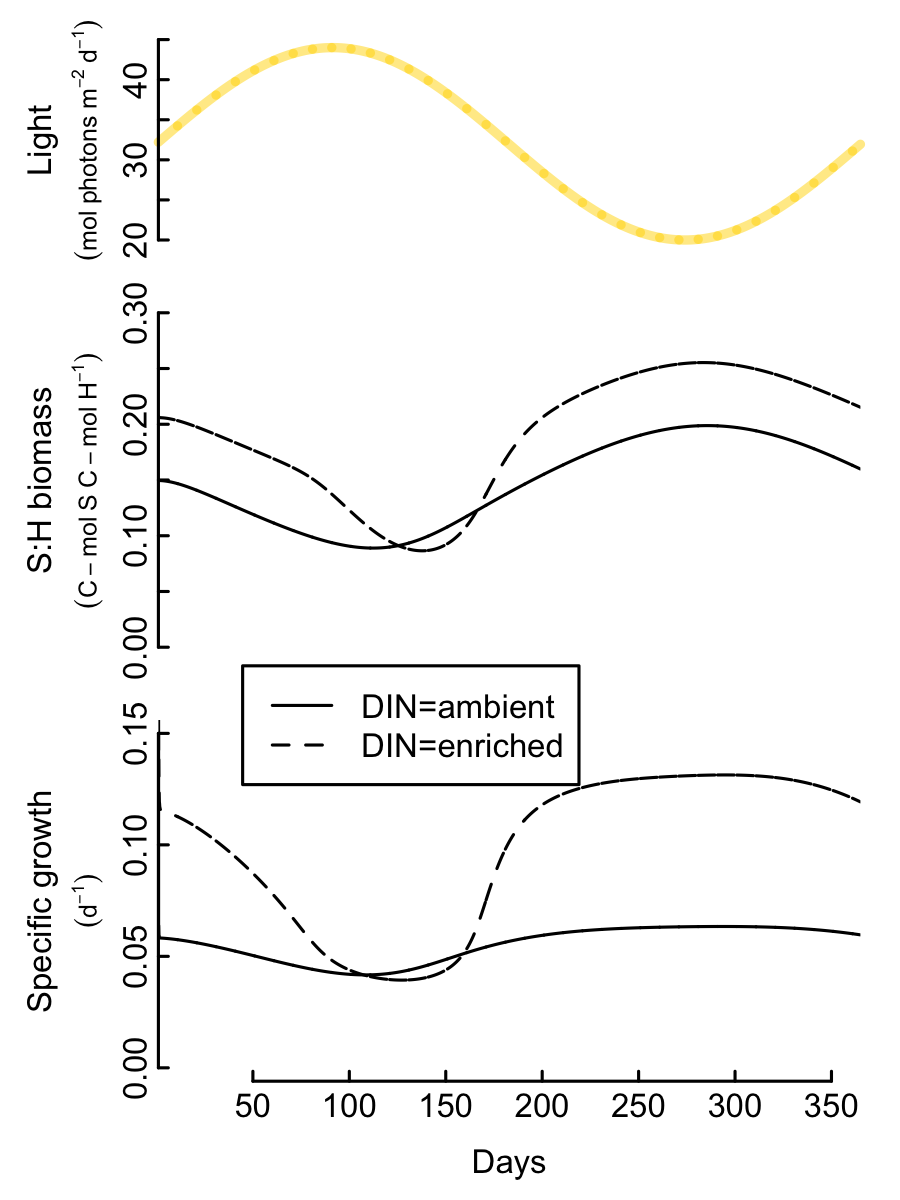 Light
(mol photons m⁻² d⁻¹)
20
30
40
S:H biomass
(C−mol S C−mol H⁻¹)
0.00
0.10
0.20
0.30
DIN=ambient
DIN=enriched
Specific growth
(d⁻¹)
0.00
0.05
0.10
0.15
50 100 150 200 250 300 350
Days